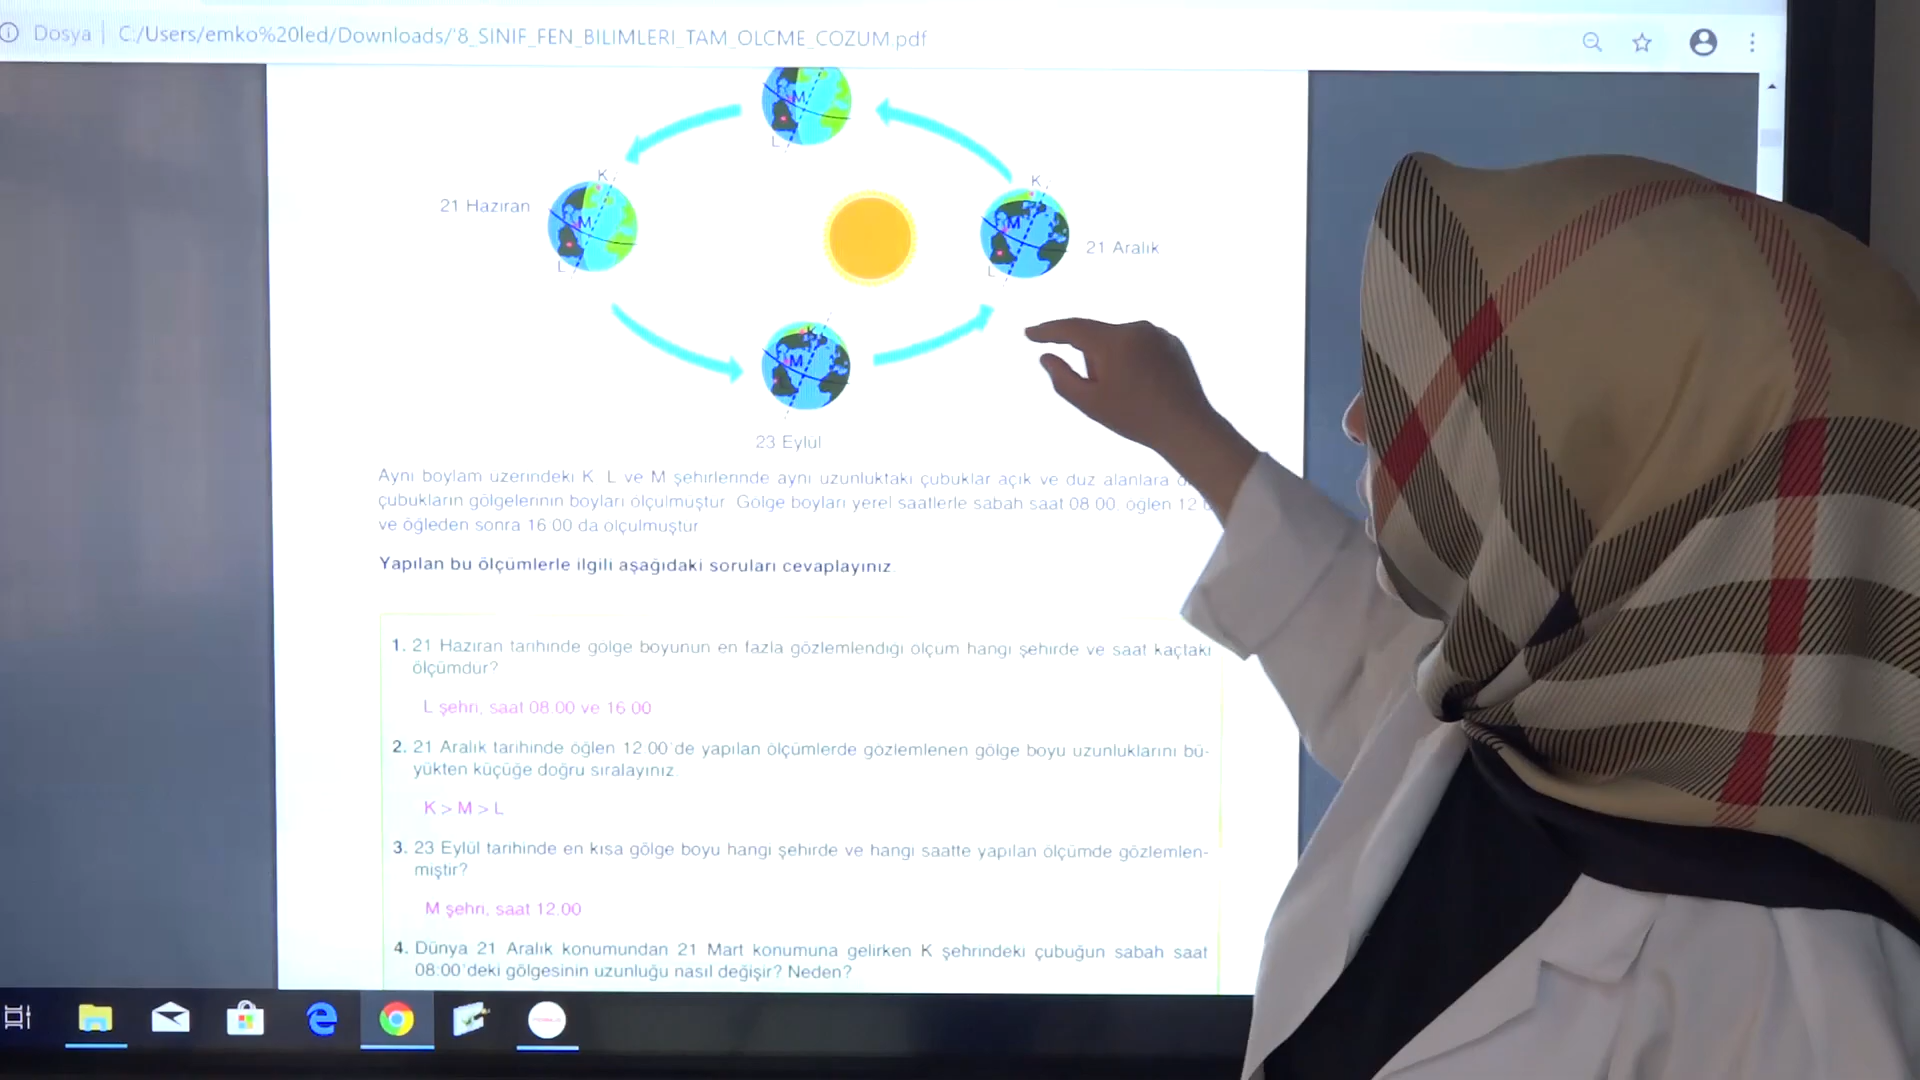 Dosya | C:/Users/emko%20led/Downloads/'8_SINIF_FEN_BILIMLERI_TAM_OLCME_COZUM.pdf
M
L
K
K
21 Haziran
M
M
21 Aralık
L
L
K
M
23 Eylül
Aynı boylam üzerindeki K L ve M şehirlerinde aynı uzunluktaki çubuklar açık ve düz alanlara
çubukların gölgelerinin boyları ölçülmüştür Gölge boyları yerel saatlerle sabah saat 08 00 öğlen 12
ve öğleden sonra 16 00 da ölçülmüştür
Yapılan bu ölçümlerle ilgili aşağıdaki soruları cevaplayınız
1. 21 Haziran tarihinde gölge boyunun en fazla gözlemlendiği ölçüm hangi şehirde ve saat kaçtaki
ölçümdür?
L şehri, saat 08.00 ve 16 00
2. 21 Aralık tarihinde öğlen 12 00'de yapılan ölçümlerde gözlemlenen gölge boyu uzunluklarını bü-
yükten küçüğe doğru sıralayınız
K > M > L
3. 23 Eylül tarihinde en kısa gölge boyu hangi şehirde ve hangi saatte yapılan ölçümde gözlemlen-
miştir?
M şehri, saat 12.00
4. Dünya 21 Aralık konumundan 21 Mart konumuna gelirken K şehrindeki çubuğun sabah saat
08:00'deki gölgesinin uzunluğu nasıl değişir? Neden?